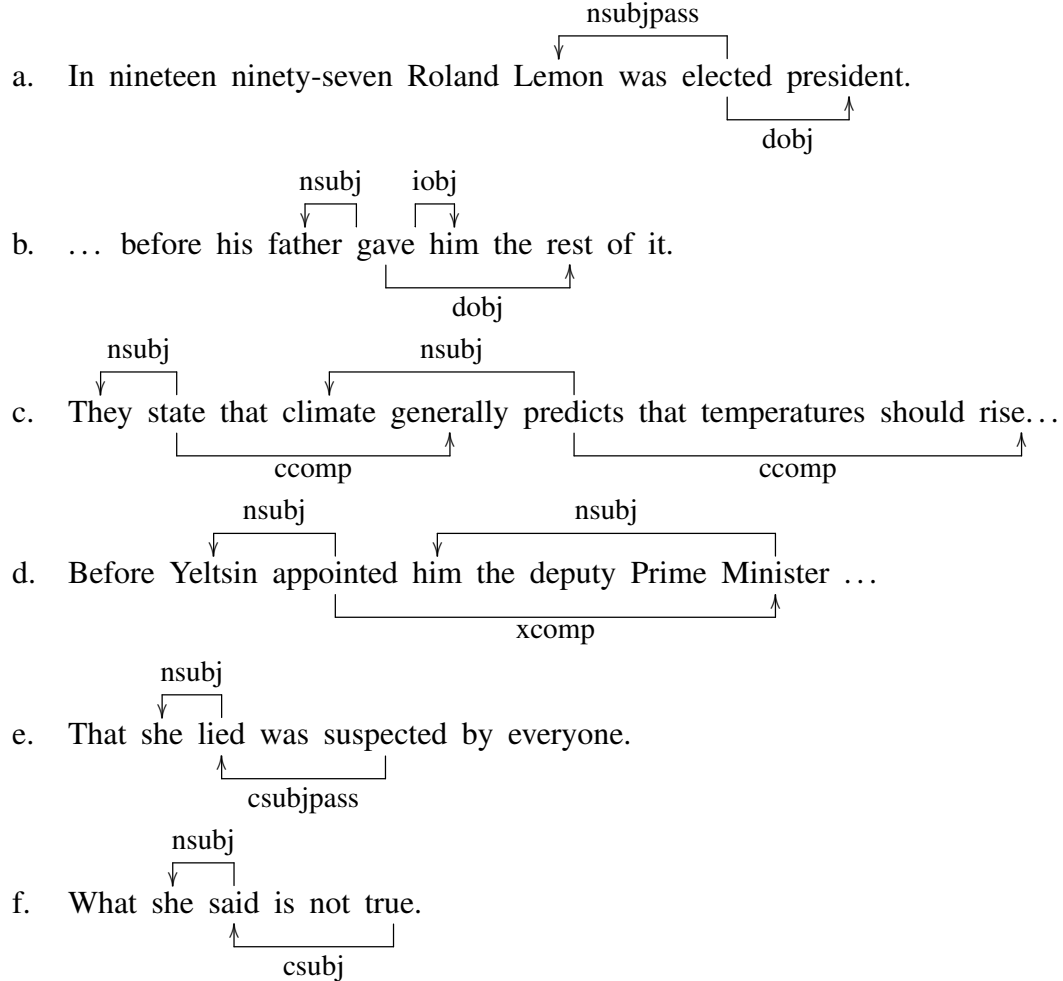 nsubjpass
a. In nineteen ninety-seven Roland Lemon was elected president.
dobj
nsubj iobj
b. ... before his father gave him the rest of it.
dobj
nsubj nsubj
c. They state that climate generally predicts that temperatures should rise...
ccomp ccomp
nsubj nsubj
d. Before Yeltsin appointed him the deputy Prime Minister ...
xcomp
nsubj
e. That she lied was suspected by everyone.
csubjpass
nsubj
f. What she said is not true.
csubj